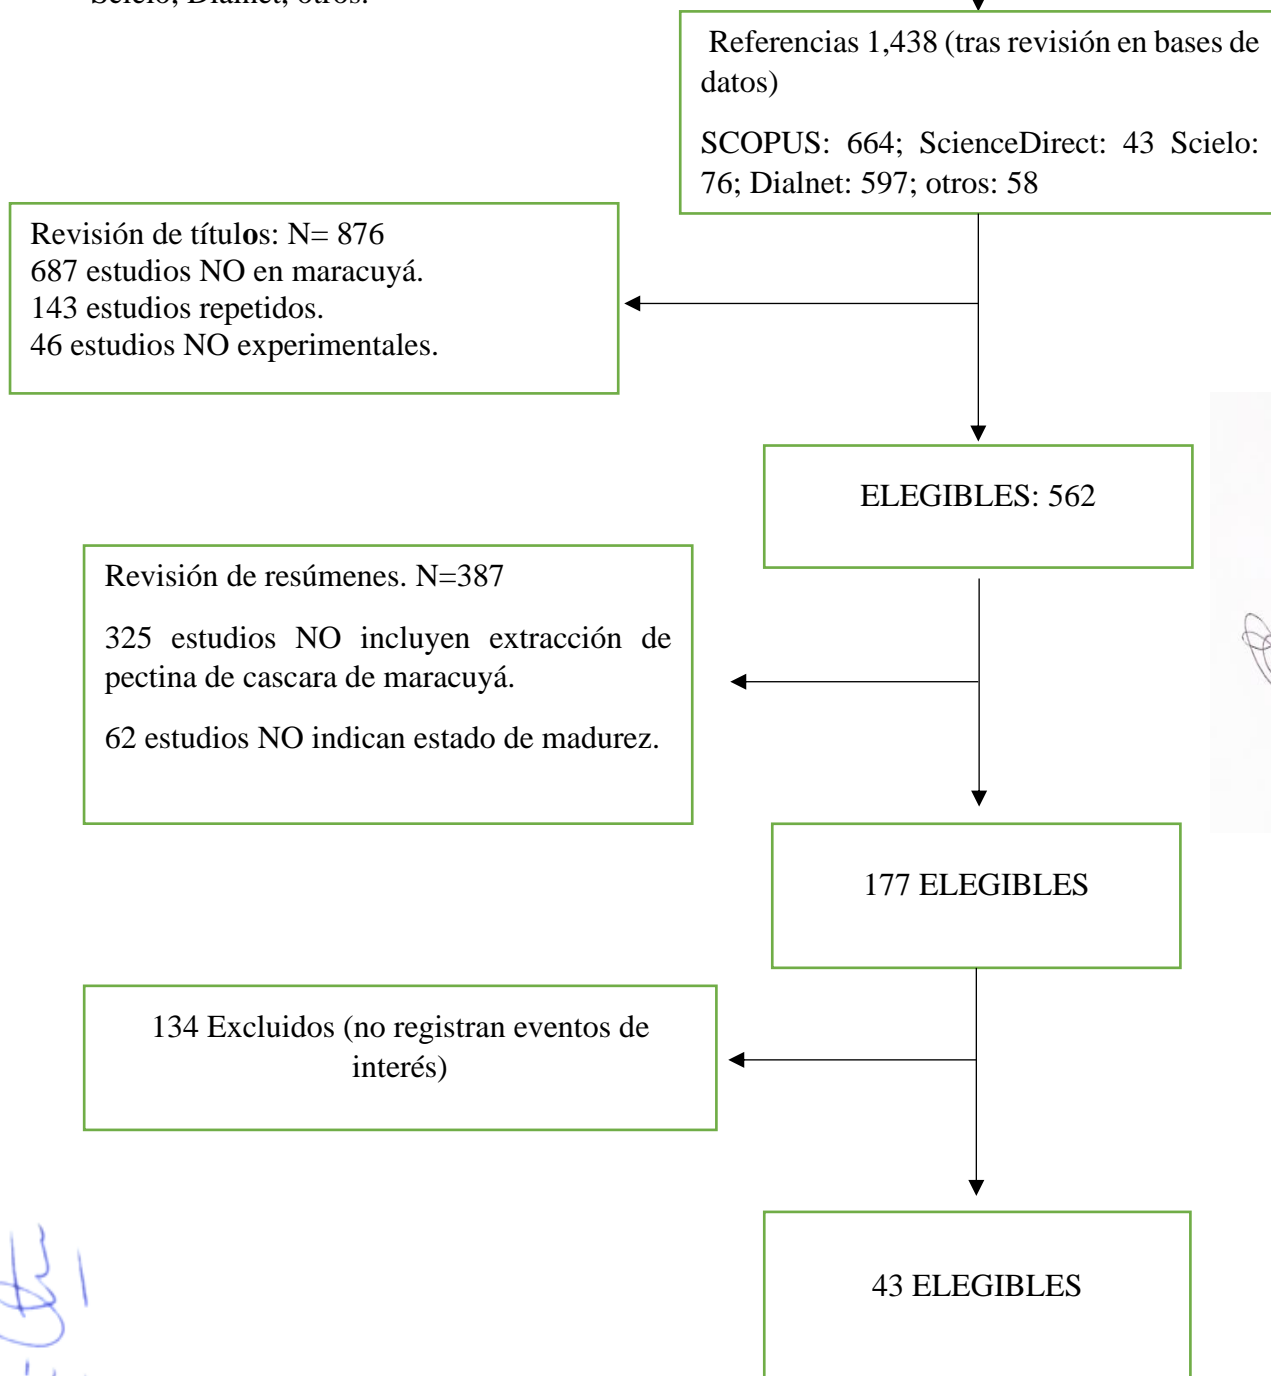 Scielo, Dialnet, otros.
Referencias 1,438 (tras revisión en bases de
datos)
SCOPUS: 664; ScienceDirect: 43 Scielo:
76; Dialnet: 597; otros: 58
Revisión de títulos: N= 876
687 estudios NO en maracuyá.
143 estudios repetidos.
46 estudios NO experimentales.
ELEGIBLES: 562
Revisión de resúmenes. N=387
325 estudios NO incluyen extracción de
pectina de cascara de maracuyá.
62 estudios NO indican estado de madurez.
177 ELEGIBLES
134 Excluidos (no registran eventos de
interés)
43 ELEGIBLES